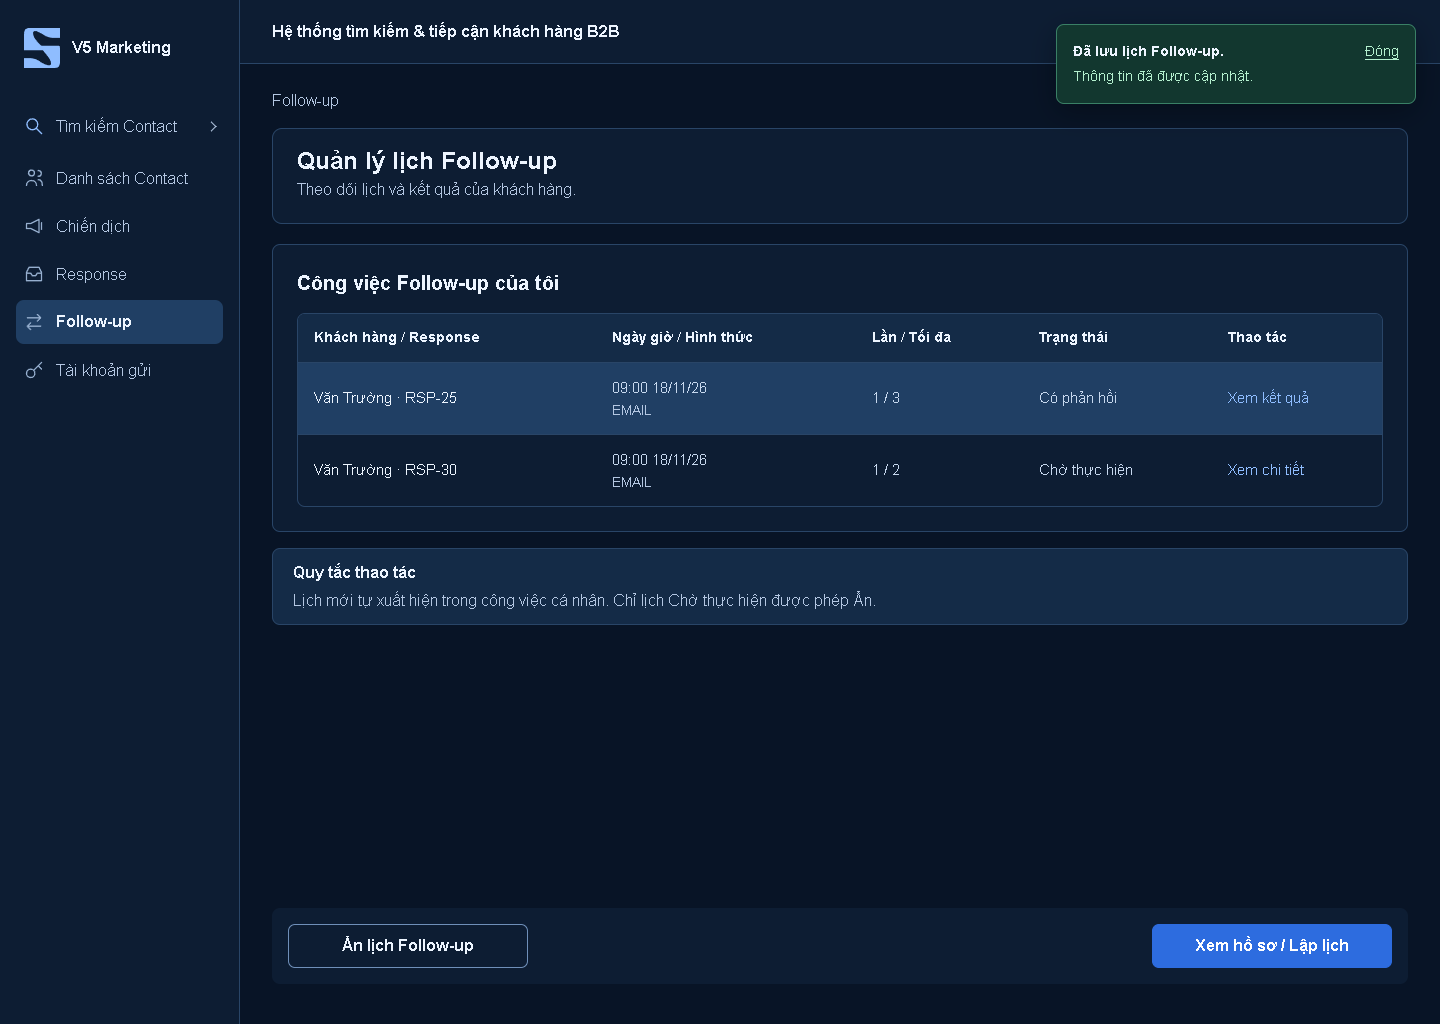 V5 Marketing
Hệ thống tìm kiếm & tiếp cận khách hàng B2B
Đã lưu lịch Follow-up.
Đóng
Thông tin đã được cập nhật.
Tìm kiếm Contact
Danh sách Contact
Chiến dịch
Response
Follow-up
Tài khoản gửi
Follow-up
Quản lý lịch Follow-up
Theo dõi lịch và kết quả của khách hàng.
Công việc Follow-up của tôi
Khách hàng / Response Ngày giờ / Hình thức Lần / Tối đa Trạng thái Thao tác
Văn Trường · RSP-25 09:00 18/11/26 1 / 3 Có phản hồi Xem kết quả
EMAIL
Văn Trường · RSP-30 09:00 18/11/26 1 / 2 Chờ thực hiện Xem chi tiết
EMAIL
Quy tắc thao tác
Lịch mới tự xuất hiện trong công việc cá nhân. Chỉ lịch Chờ thực hiện được phép Ẩn.
Ẩn lịch Follow-up
Xem hồ sơ / Lập lịch